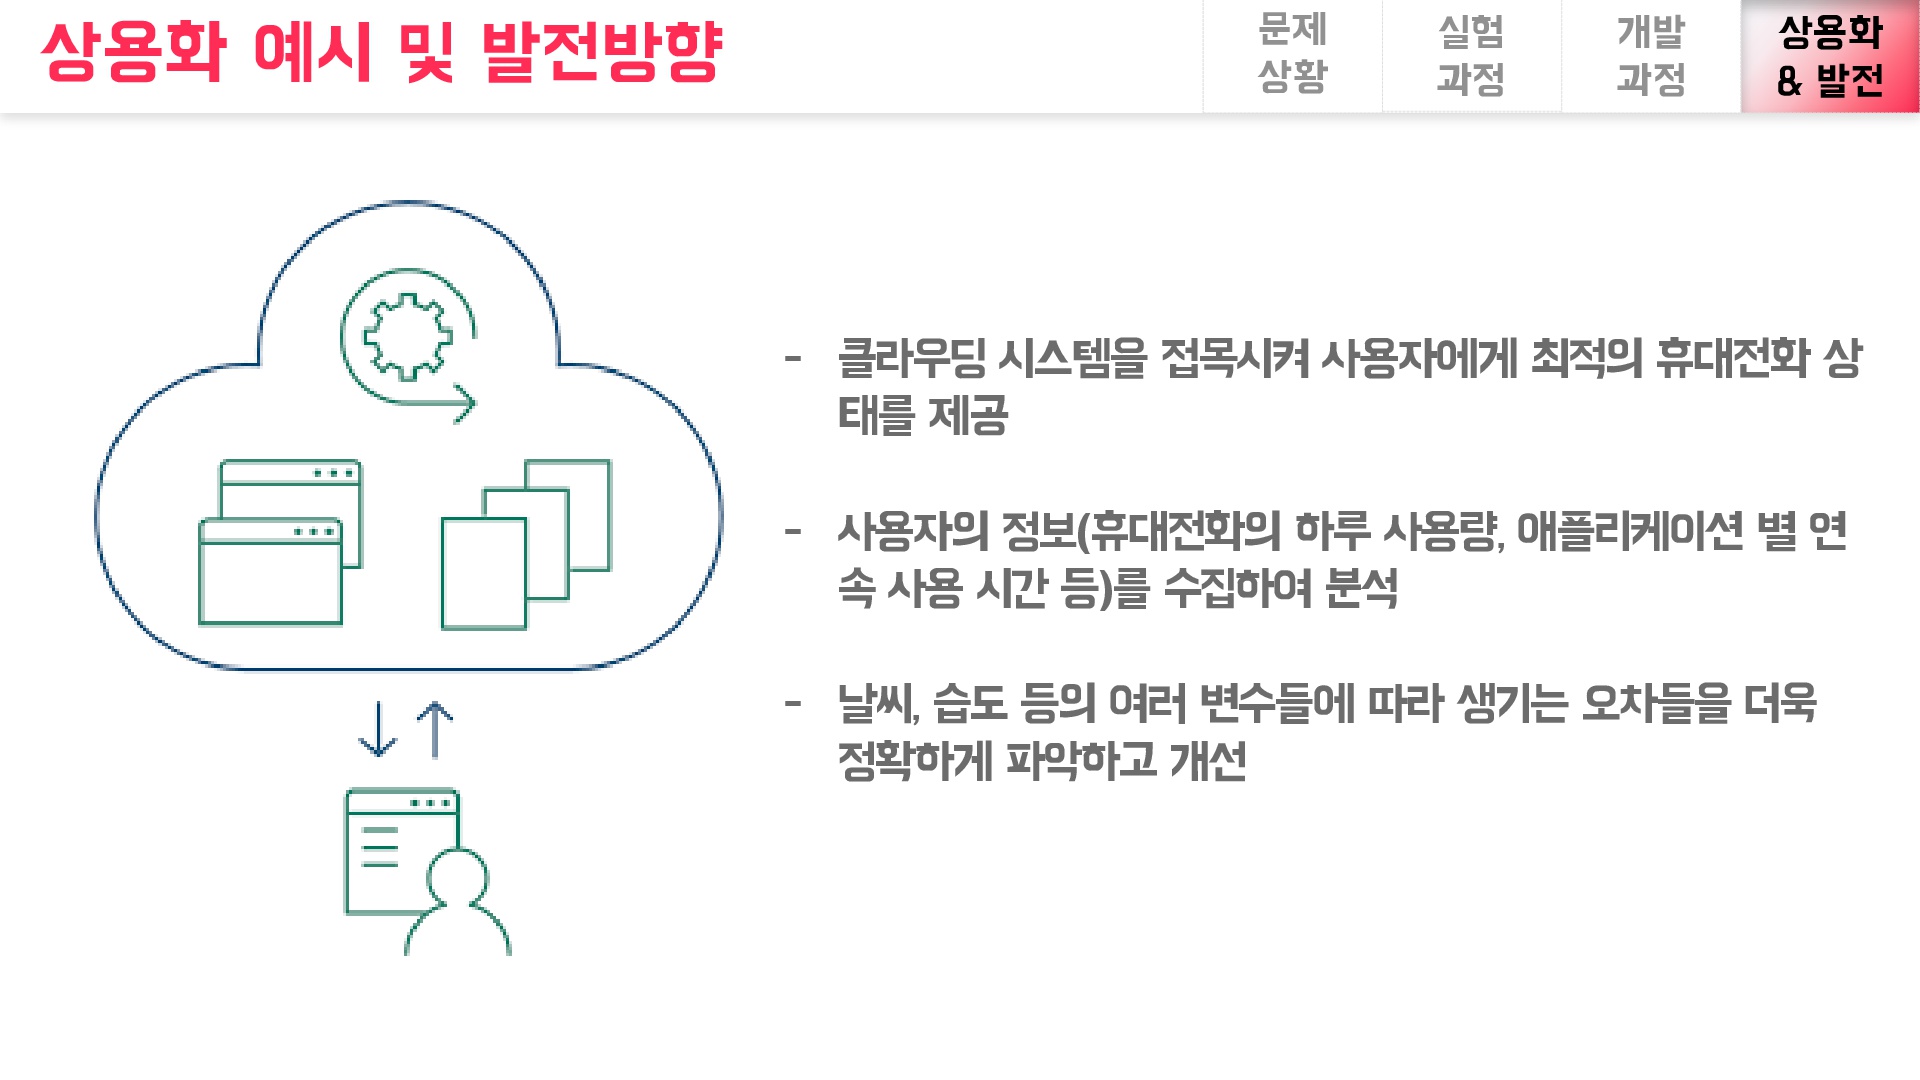 상용화 예시 및 발전방향
문제
상황
실험
과정
개발
과정
상용화
& 발전
- 클라우딩 시스템을 접목시켜 사용자에게 최적의 휴대전화 상
태를 제공
- 사용자의 정보(휴대전화의 하루 사용량, 애플리케이션 별 연
속 사용 시간 등)를 수집하여 분석
- 날씨, 습도 등의 여러 변수들에 따라 생기는 오차들을 더욱
정확하게 파악하고 개선